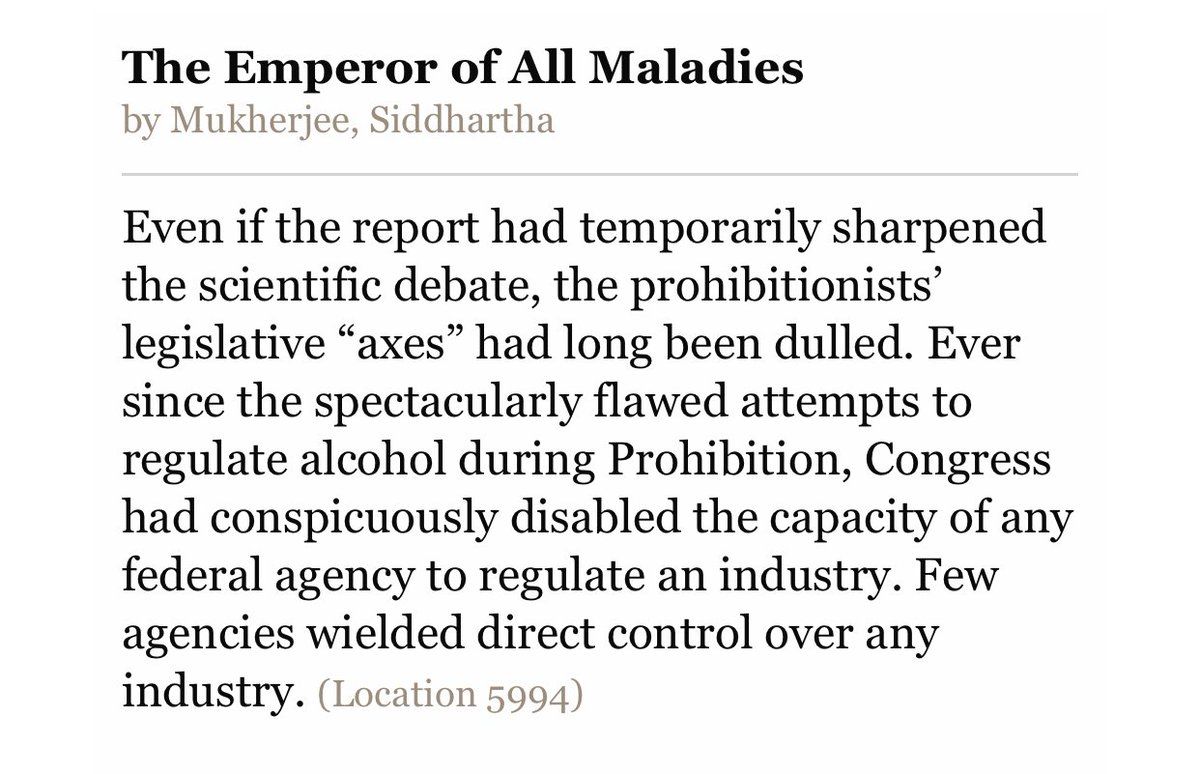 The Emperor of All Maladies
by Mukherjee, Siddhartha
Even if the report had temporarily sharpened
the scientific debate, the prohibitionists’
legislative “axes” had long been dulled. Ever
since the spectacularly flawed attempts to
regulate alcohol during Prohibition, Congress
had conspicuously disabled the capacity of any
federal agency to regulate an industry. Few
agencies wielded direct control over any
industry. (Location 5994)